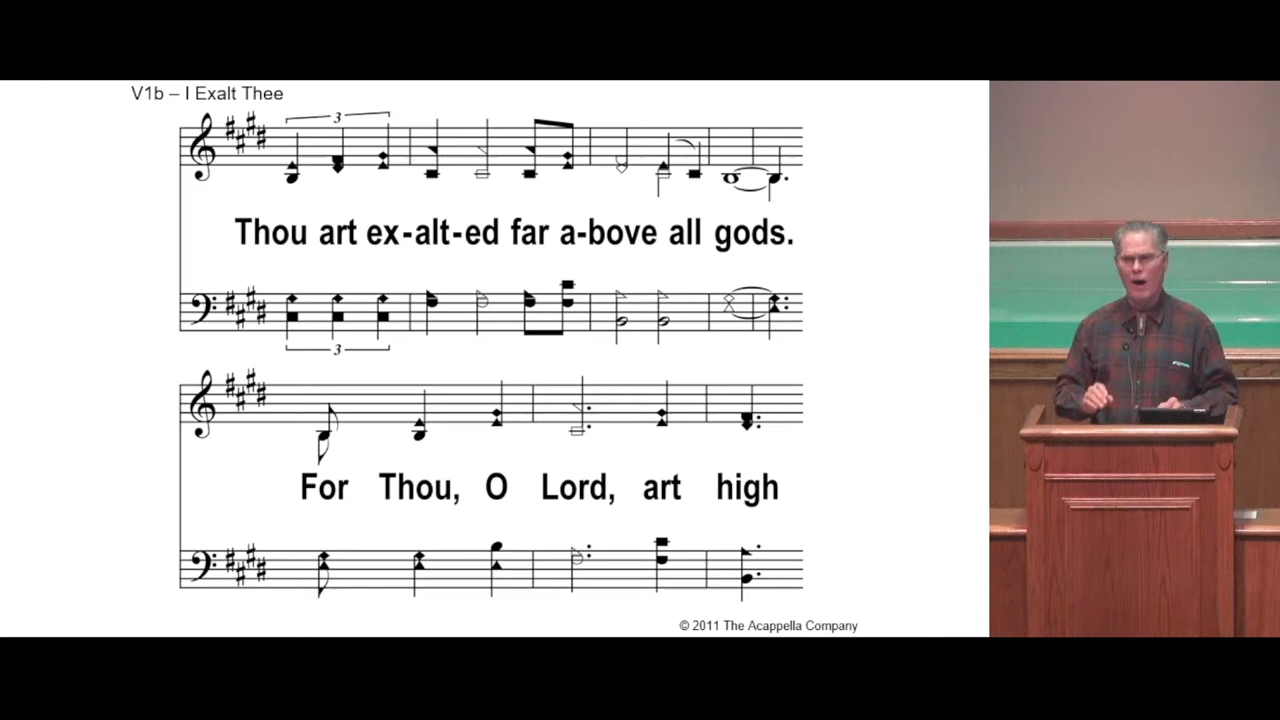 V1b – I Exalt Thee
3
Thou art ex-alt-ed far a-bove all gods.
3
For Thou, O Lord, art high
© 2011 The Acappella Company